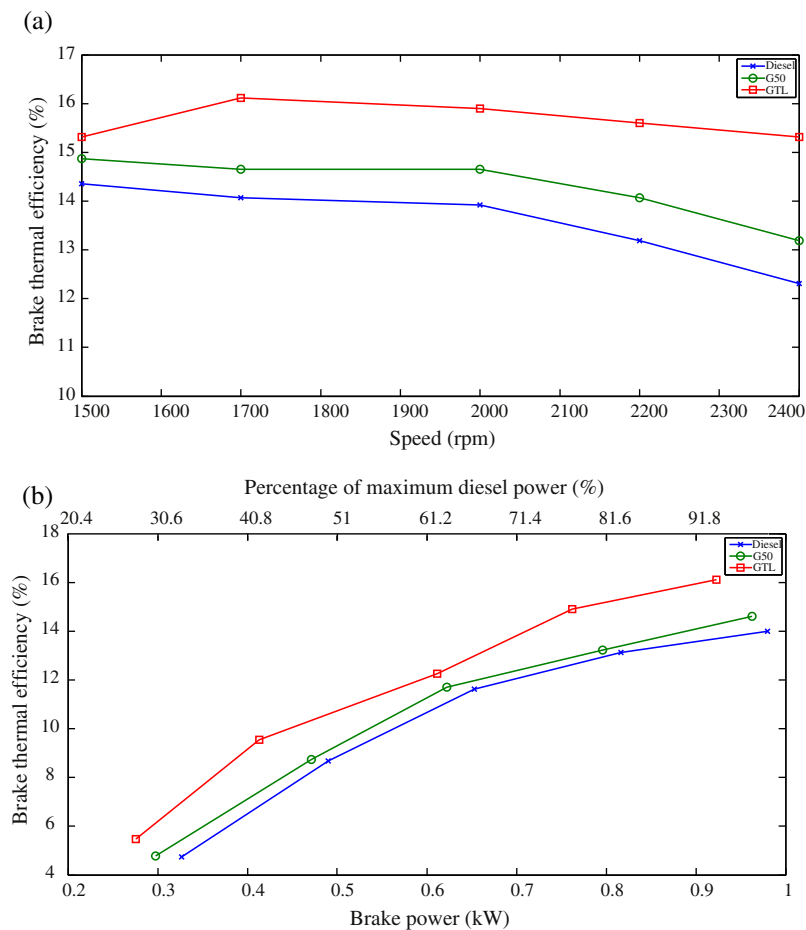 (a)
17
16
15
14
13
12
11
10
Brake thermal efficiency (%)
Diesel
G50
GTL
1500 1600 1700 1800 1900 2000 2100 2200 2300 2400
Speed (rpm)
(b)
Percentage of maximum diesel power (%)
20.4 30.6 40.8 51 61.2 71.4 81.6 91.8
18
16
14
12
10
8
6
4
Brake thermal efficiency (%)
Diesel
G50
GTL
0.2 0.3 0.4 0.5 0.6 0.7 0.8 0.9 1
Brake power (kW)